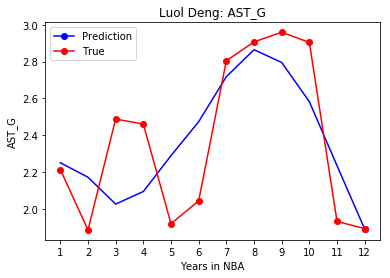 Luol Deng: AST_G
Prediction
True
AST_G
3.0
2.8
2.6
2.4
2.2
2.0
1 2 3 4 5 6 7 8 9 10 11 12
Years in NBA